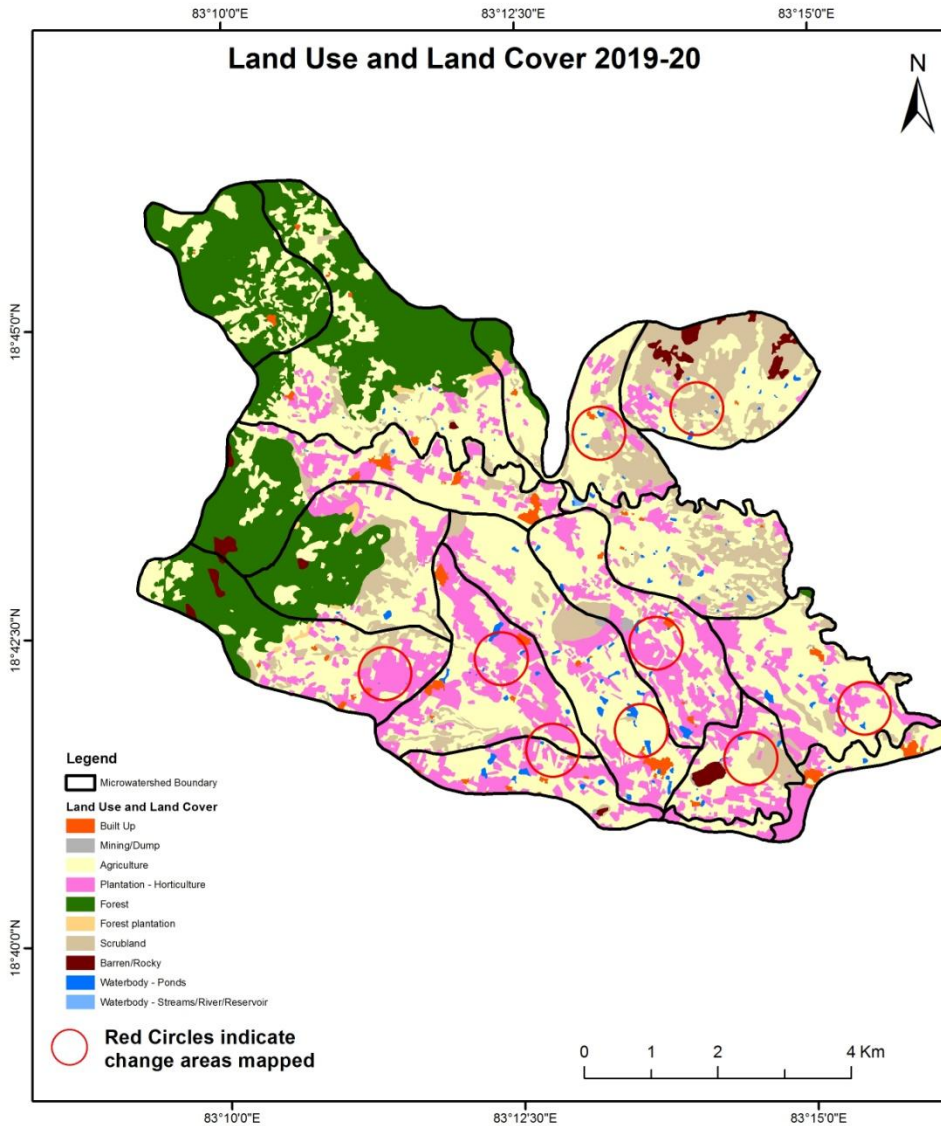 83°10'0"E
83°12'30"E
83°15'0"E
Land Use and Land Cover 2019-20
N
18°45'0"N
18°42'30"N
18°40'0"N
Legend
Microwatershed Boundary
Land Use and Land Cover
Built Up
Mining/Dump
Agriculture
Plantation - Horticulture
Forest
Forest plantation
Scrubland
Barren/Rocky
Waterbody - Ponds
Waterbody - Streams/River/Reservoir
Red Circles indicate
change areas mapped
0 1 2 4 Km
83°10'0"E
83°12'30"E
83°15'0"E